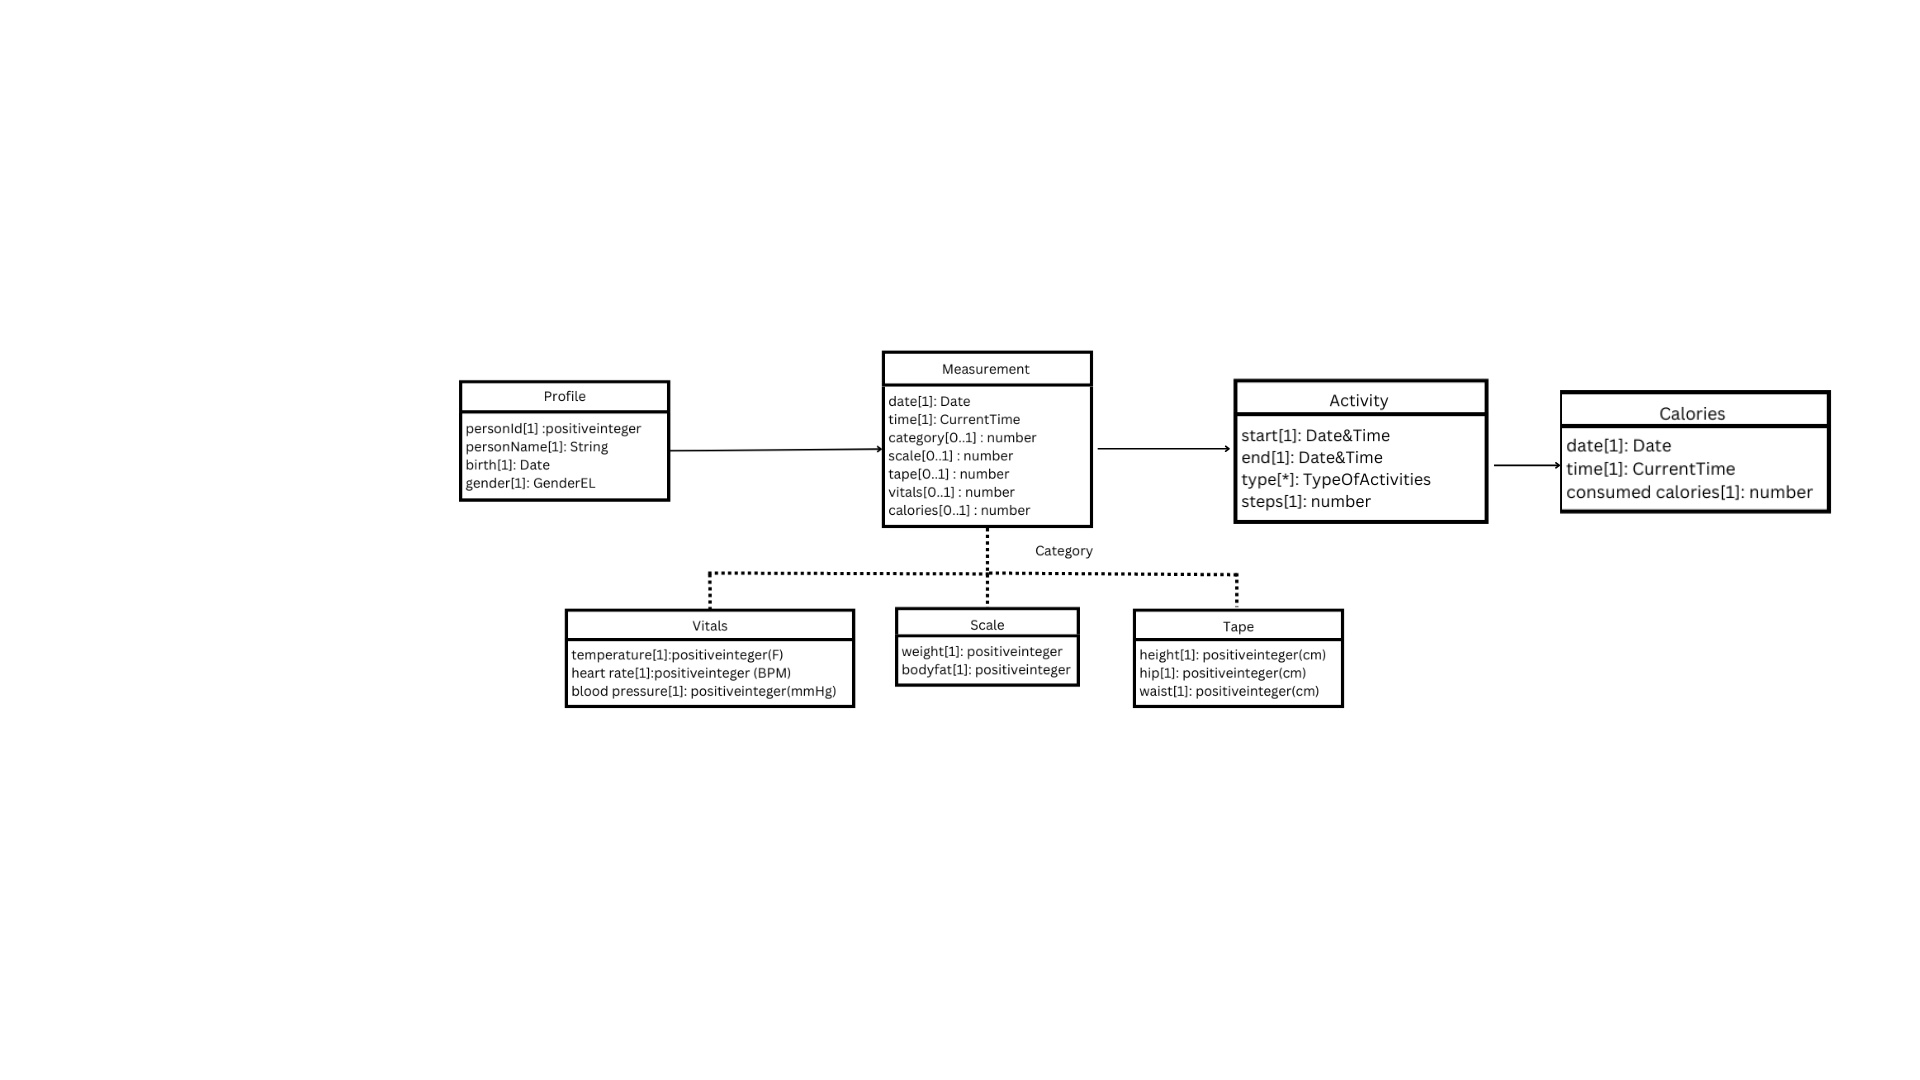 Profile
personId[1] :positiveinteger
personName[1]: String
birth[1]: Date
gender[1]: GenderEL
Measurement
date[1]: Date
time[1]: CurrentTime
category[0..1] : number
scale[0..1] : number
tape[0..1] : number
vitals[0..1] : number
calories[0..1] : number
Activity
start[1]: Date&Time
end[1]: Date&Time
type[*]: TypeOfActivities
steps[1]: number
Calories
date[1]: Date
time[1]: CurrentTime
consumed calories[1]: number
Category
Vitals
temperature[1]:positiveinteger(F)
heart rate[1]:positiveinteger (BPM)
blood pressure[1]: positiveinteger(mmHg)
Scale
weight[1]: positiveinteger
bodyfat[1]: positiveinteger
Tape
height[1]: positiveinteger(cm)
hip[1]: positiveinteger(cm)
waist[1]: positiveinteger(cm)